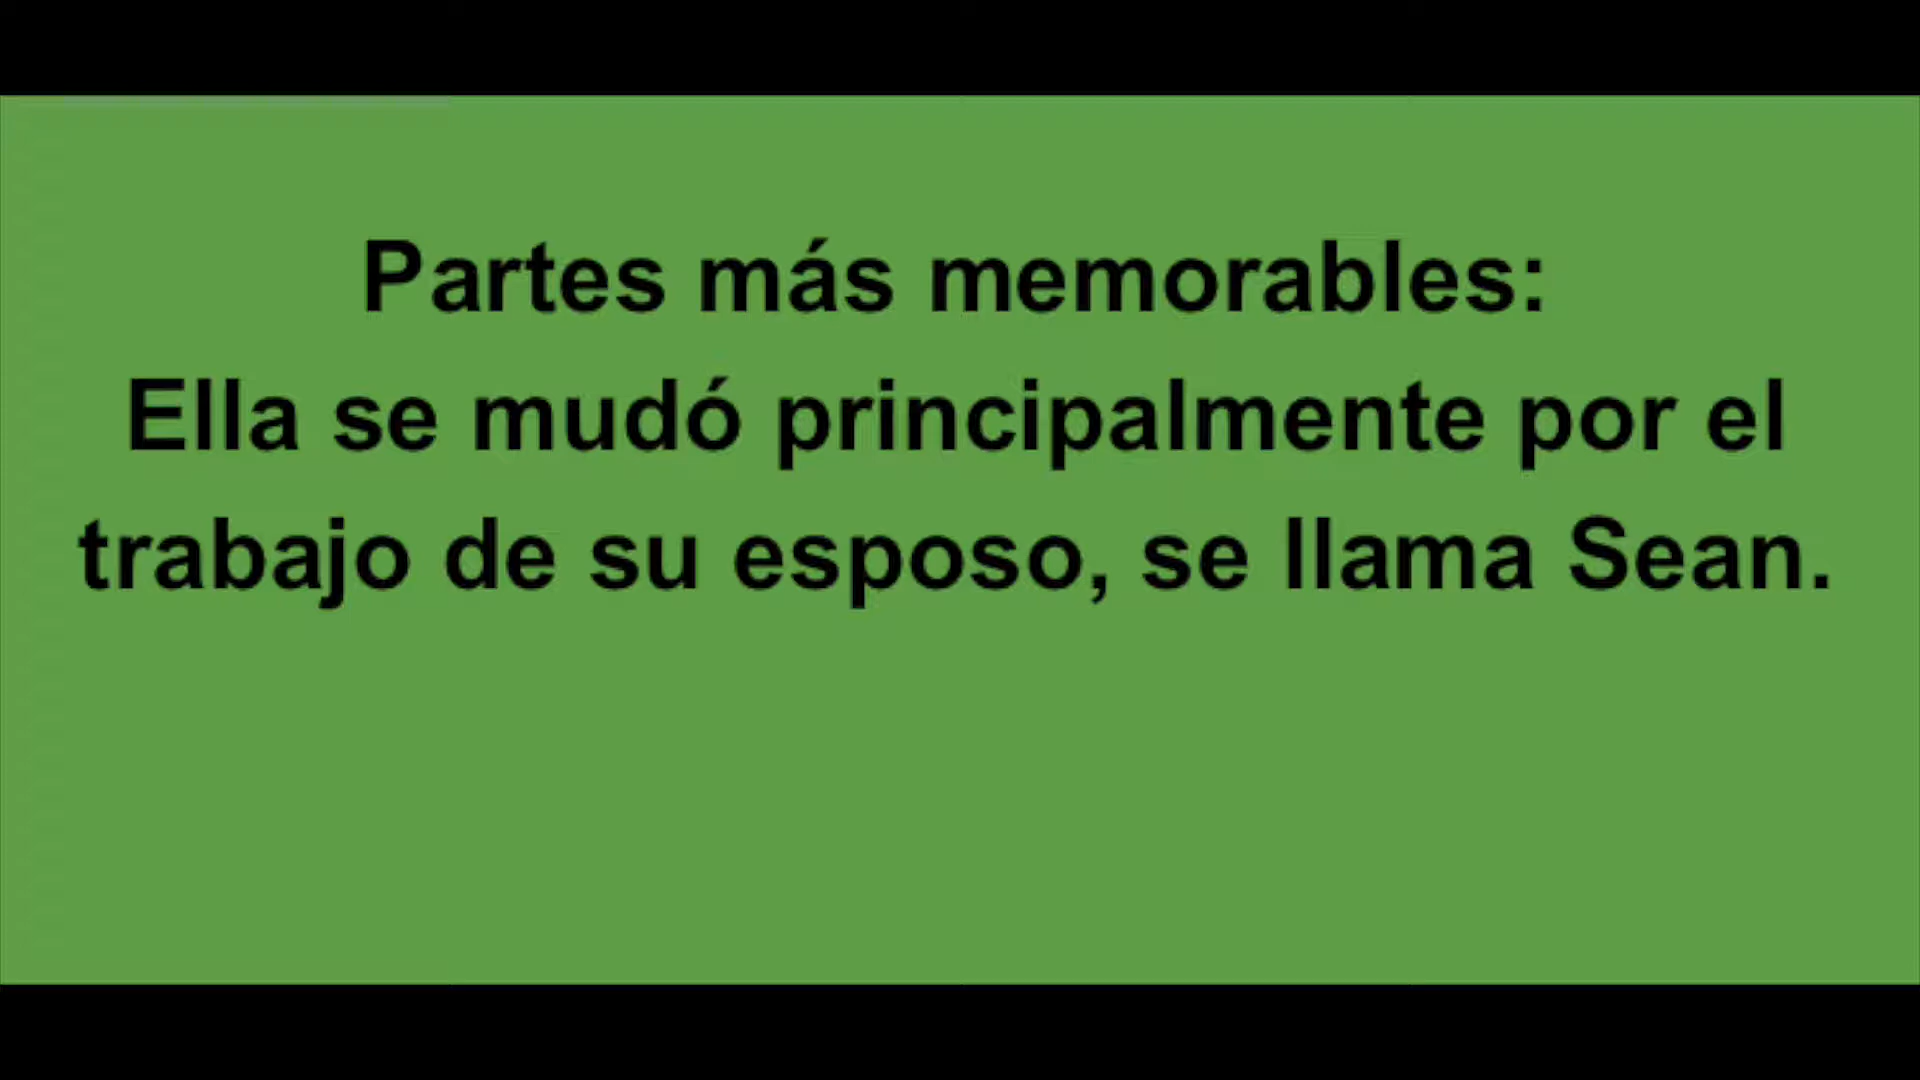 Partes más memorables:
Ella se mudó principalmente por el
trabajo de su esposo, se llama Sean.